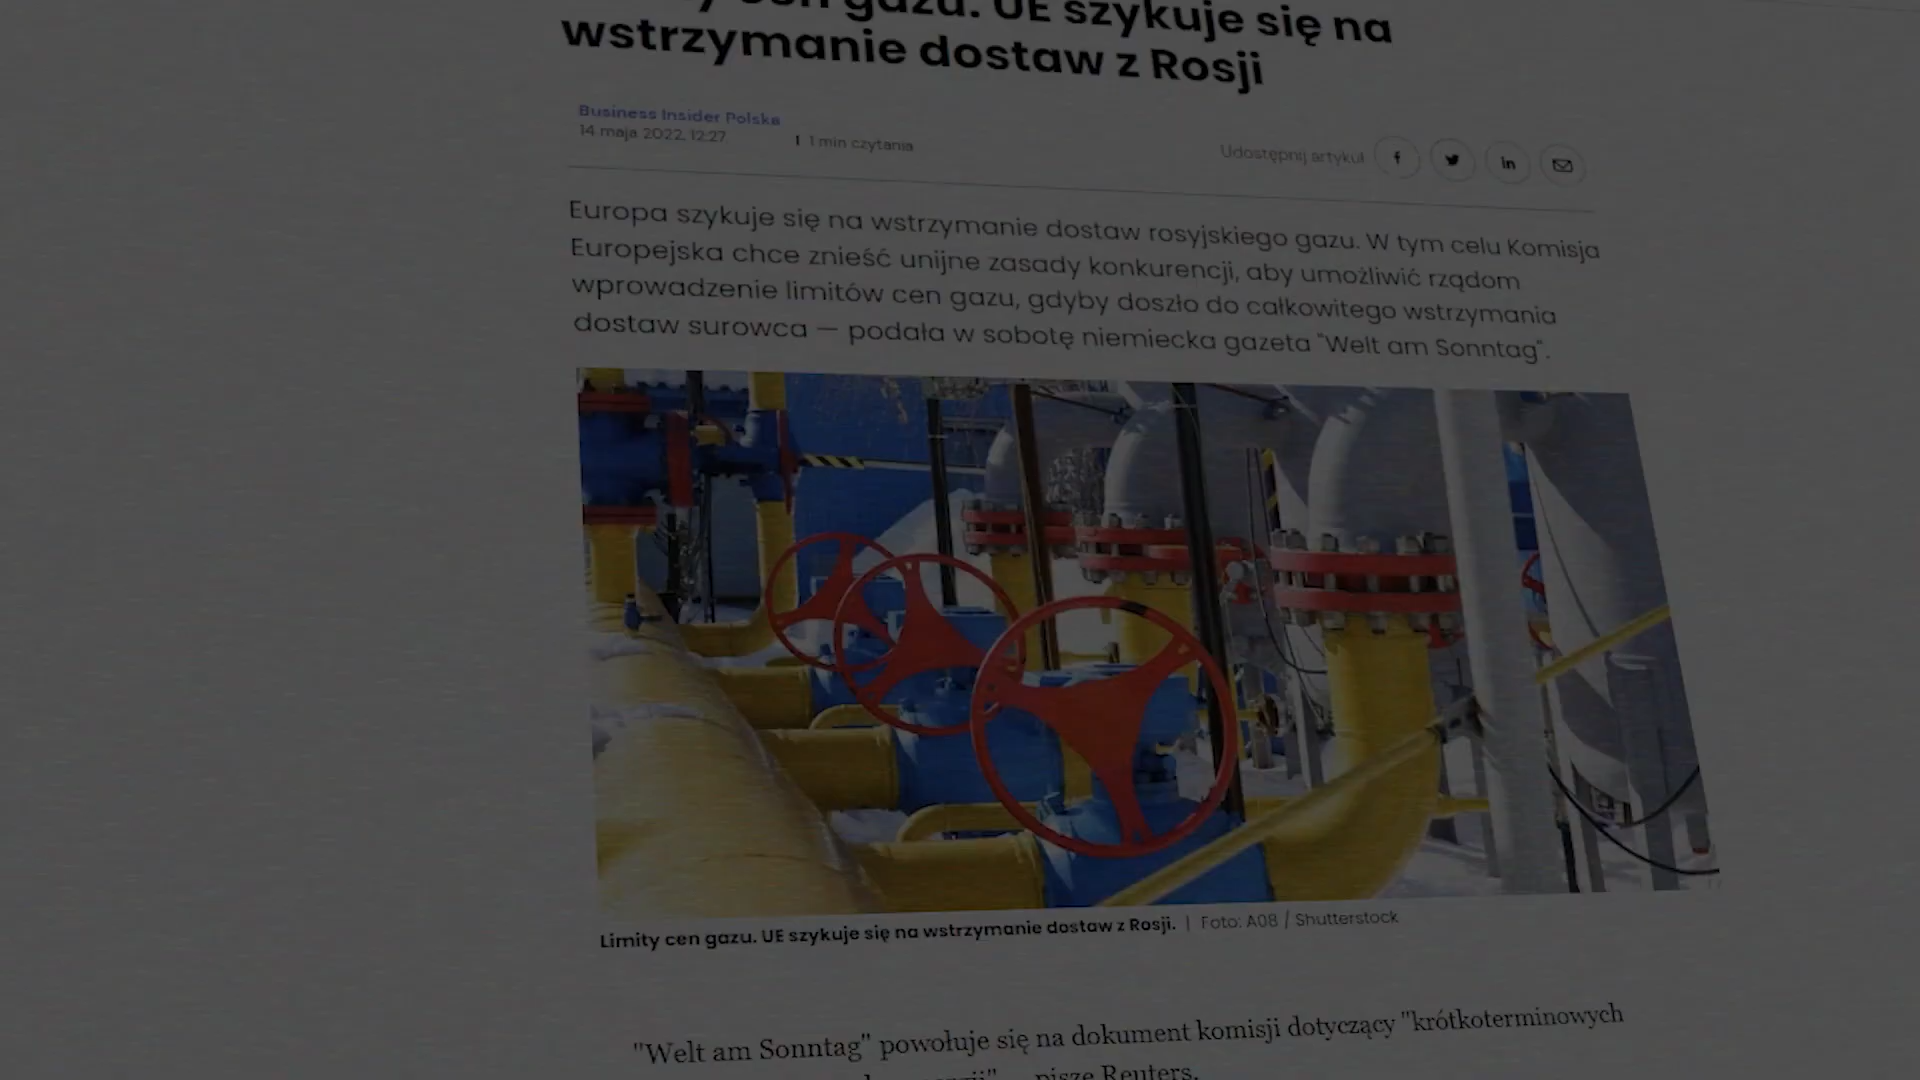 cen gazu. UE szykuje się na
wstrzymanie dostaw z Rosji
Business Insider Polska
14 maja 2022, 12:27
1 min czytania
Udostępnij artykuł
Europa szykuje się na wstrzymanie dostaw rosyjskiego gazu. W tym celu Komisja
Europejska chce znieść unijne zasady konkurencji, aby umożliwić rządom
wprowadzenie limitów cen gazu, gdyby doszło do całkowitego wstrzymania
dostaw surowca — podała w sobotę niemiecka gazeta "Welt am Sonntag".
Limity cen gazu. UE szykuje się na wstrzymanie dostaw z Rosji. | Foto: A08 / Shutterstock
"Welt am Sonntag" powołuje się na dokument komisji dotyczący "krótkoterminowych
pisze Reuters.